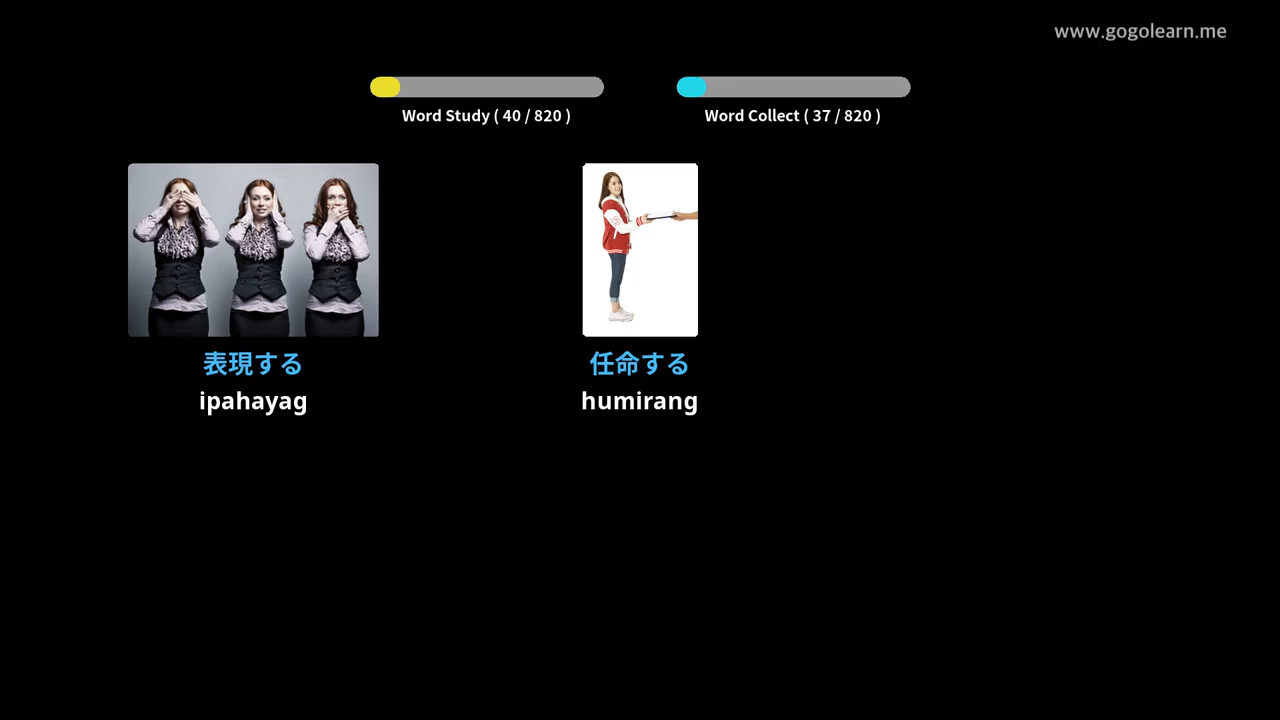 www.gogolearn.me
Word Study ( 40 / 820 )
Word Collect ( 37 / 820 )
表現する
ipahayag
任命する
humirang